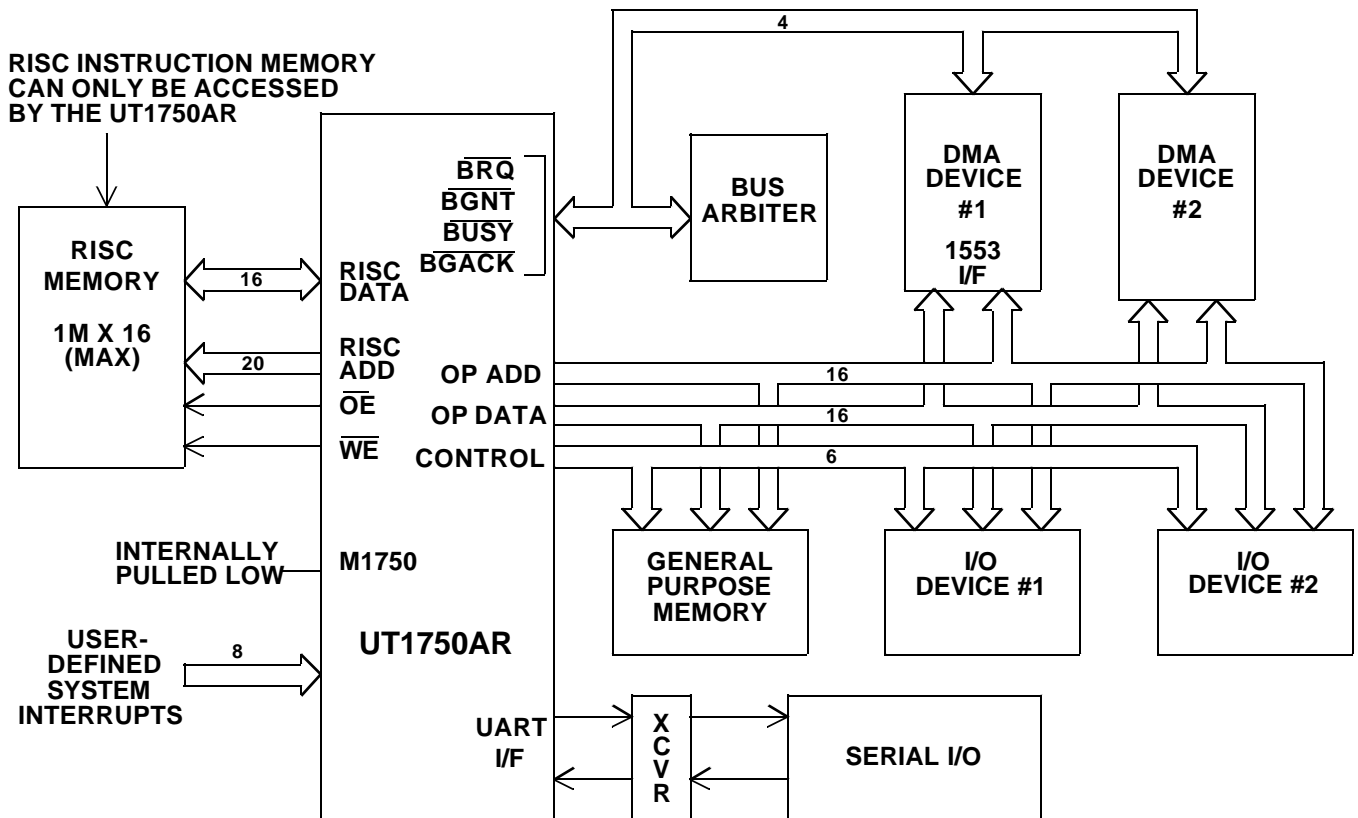 RISC INSTRUCTION MEMORY
CAN ONLY BE ACCESSED
BY THE UT1750AR
4
BRQ
BGNT
BUSY
BGACK
BUS
ARBITER
DMA
DEVICE
#1
1553
I/F
DMA
DEVICE
#2
RISC
MEMORY
1M X 16
(MAX)
16
RISC
DATA
20
RISC
ADD
OE
WE
OP ADD
16
OP DATA
16
CONTROL
6
INTERNALLY
PULLED LOW
M1750
GENERAL
PURPOSE
MEMORY
I/O
DEVICE #1
I/O
DEVICE #2
USER-
DEFINED
SYSTEM
INTERRUPTS
8
UT1750AR
UART
I/F
X
C
V
R
SERIAL I/O